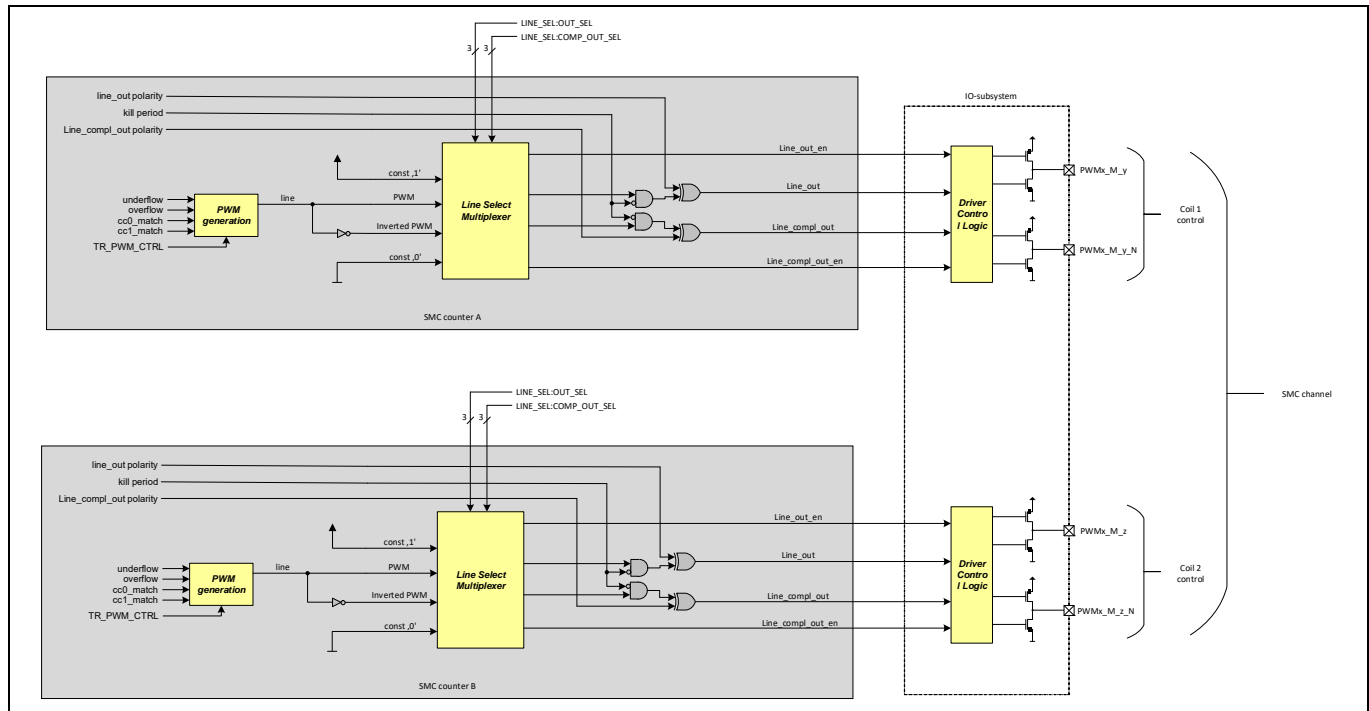 LINE_SEL:OUT_SEL
LINE_SEL:COMP_OUT_SEL
3
3
line_out polarity
kill period
Line_compl_out polarity
IO-subsystem
const ‚1'
underflow
overflow
cc0_match
cc1_match
TR_PWM_CTRL
PWM
generation
line
PWM
Inverted PWM
const ‚0'
Line Select
Multiplexer
Line_out_en
Line_out
Line_compl_out
Line_compl_out_en
Driver
Contro
l Logic
PWMx_M_y
PWMx_M_y_N
Coil 1
control
SMC counter A
SMC channel
LINE_SEL:OUT_SEL
LINE_SEL:COMP_OUT_SEL
3
3
line_out polarity
kill period
Line_compl_out polarity
const ‚1'
underflow
overflow
cc0_match
cc1_match
TR_PWM_CTRL
PWM
generation
line
PWM
Inverted PWM
const ‚0'
Line Select
Multiplexer
Line_out_en
Line_out
Line_compl_out
Line_compl_out_en
Driver
Contro
l Logic
PWMx_M_z
PWMx_M_z_N
Coil 2
control
SMC counter B